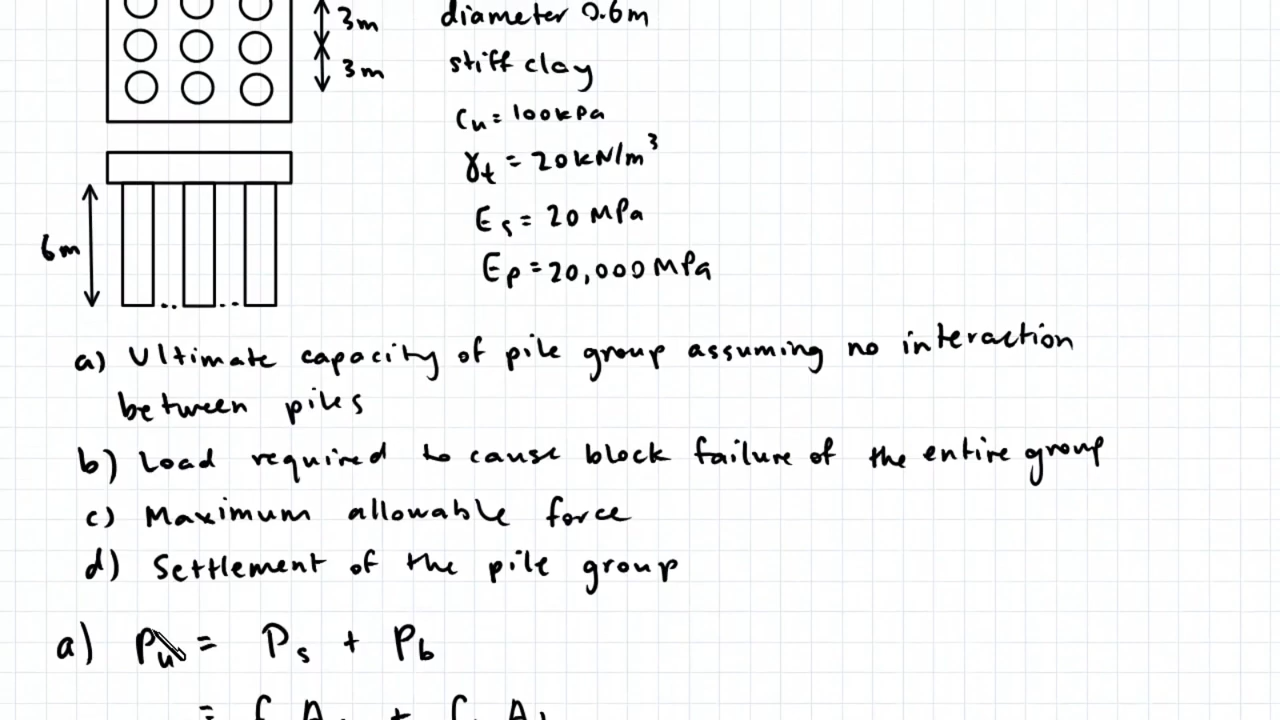 3m
diameter 0.6m
3m
stiff clay
Cu = 100kPa
γt = 20kN/m³
6m
Es = 20 MPa
Ep = 20,000 MPa
a) Ultimate capacity of pile group assuming no interaction
between piles
b) Load required to cause block failure of the entire group
c) Maximum allowable force
d) Settlement of the pile group
a) Pu = Ps + Pb
= +